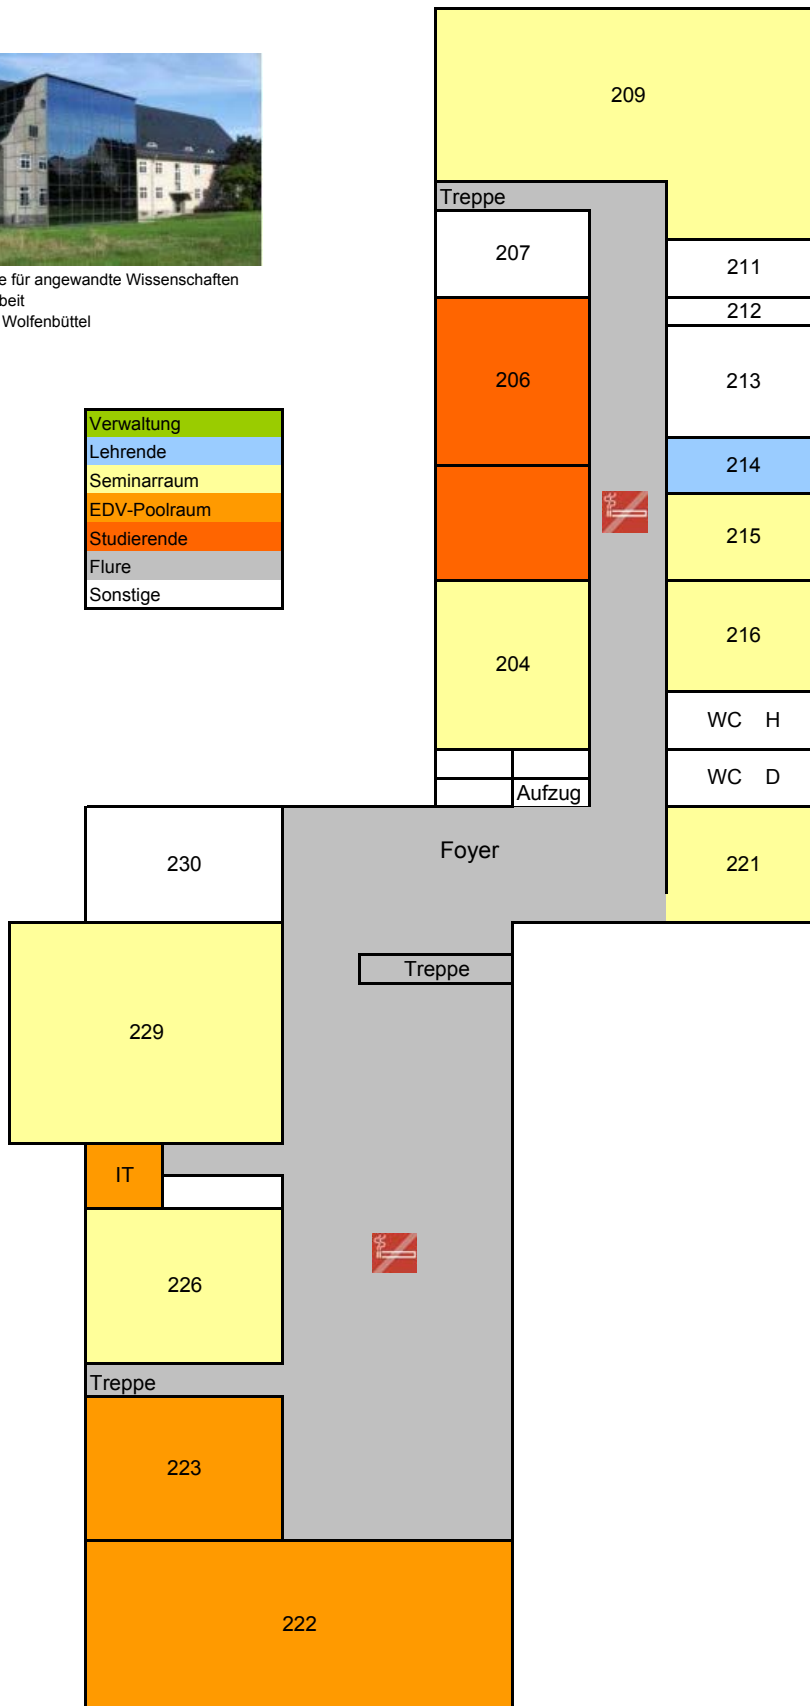 209
Treppe
207
211
für angewandte Wissenschaften
212
Wolfenbüttel
206
213
Verwaltung
Lehrende
214
Seminarraum
EDV-Poolraum
215
Studierende
Flure
Sonstige
216
204
WC H
WC D
Aufzug
230
Foyer
221
Treppe
229
IT
226
Treppe
223
222